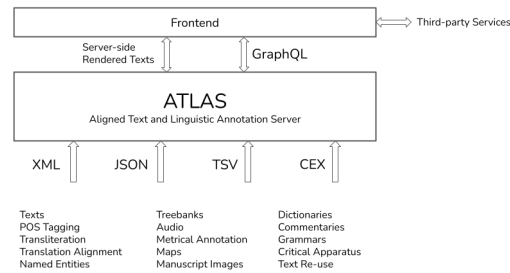 Frontend
Third-party Services
Server-side
Rendered Texts
GraphQL
ATLAS
Aligned Text and Linguistic Annotation Server
XML
JSON
TSV
CEX
Texts
POS Tagging
Transliteration
Translation Alignment
Named Entities
Treebanks
Audio
Metrical Annotation
Maps
Manuscript Images
Dictionaries
Commentaries
Grammars
Critical Apparatus
Text Re-use